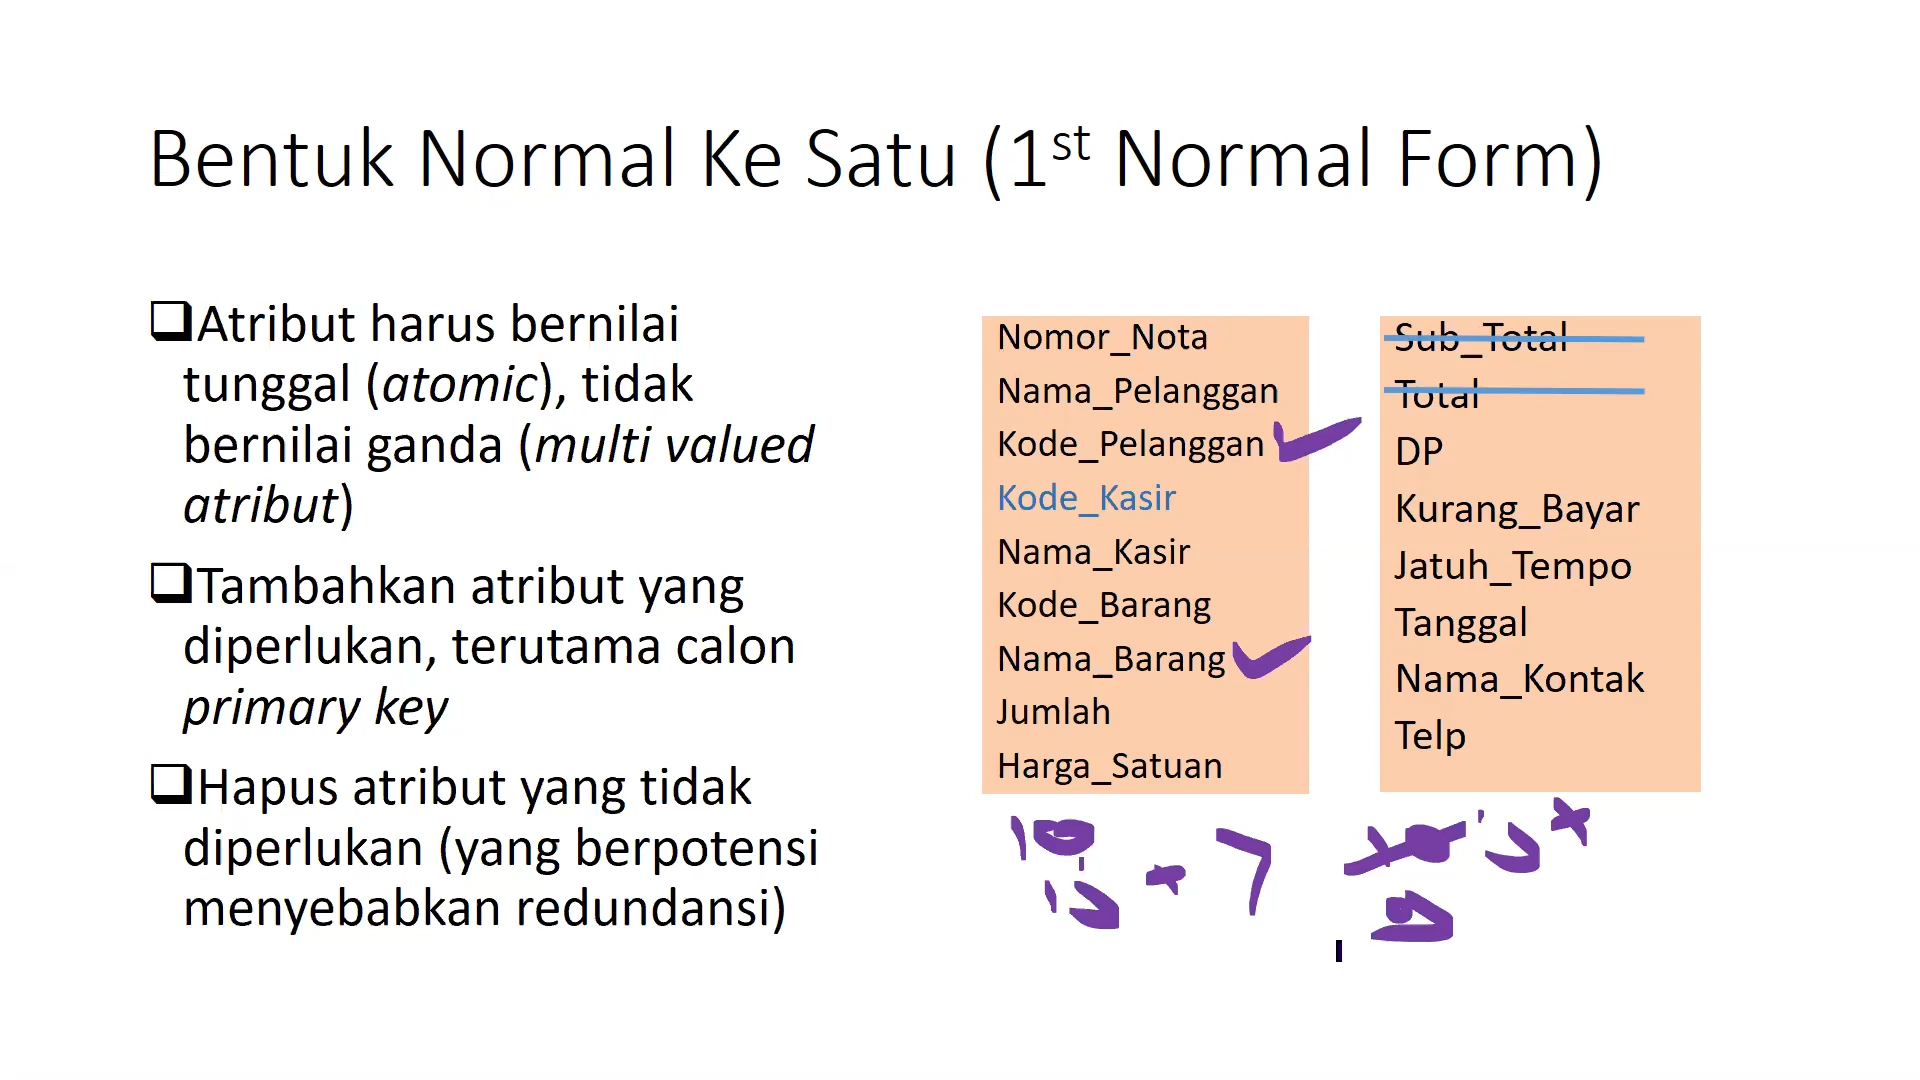 Bentuk Normal Ke Satu (1st Normal Form)
❑Atribut harus bernilai
tunggal (atomic), tidak
bernilai ganda (multi valued
atribut)
❑Tambahkan atribut yang
diperlukan, terutama calon
primary key
❑Hapus atribut yang tidak
diperlukan (yang berpotensi
menyebabkan redundansi)
Nomor_Nota
Nama_Pelanggan
Kode_Pelanggan
Kode_Kasir
Nama_Kasir
Kode_Barang
Nama_Barang
Jumlah
Harga_Satuan
Sub_Total
Total
DP
Kurang_Bayar
Jatuh_Tempo
Tanggal
Nama_Kontak
Telp